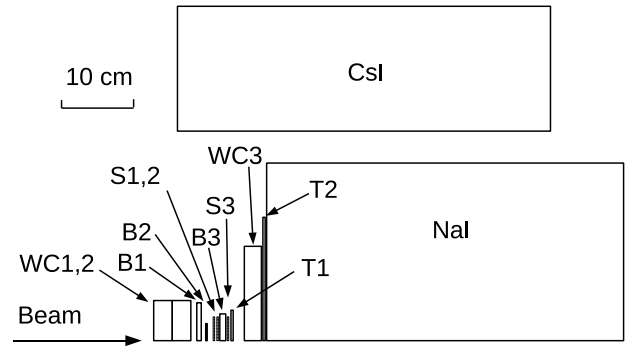 CsI
10 cm
WC3
S1,2
T2
S3
NaI
B2
B3
WC1,2
B1
T1
Beam